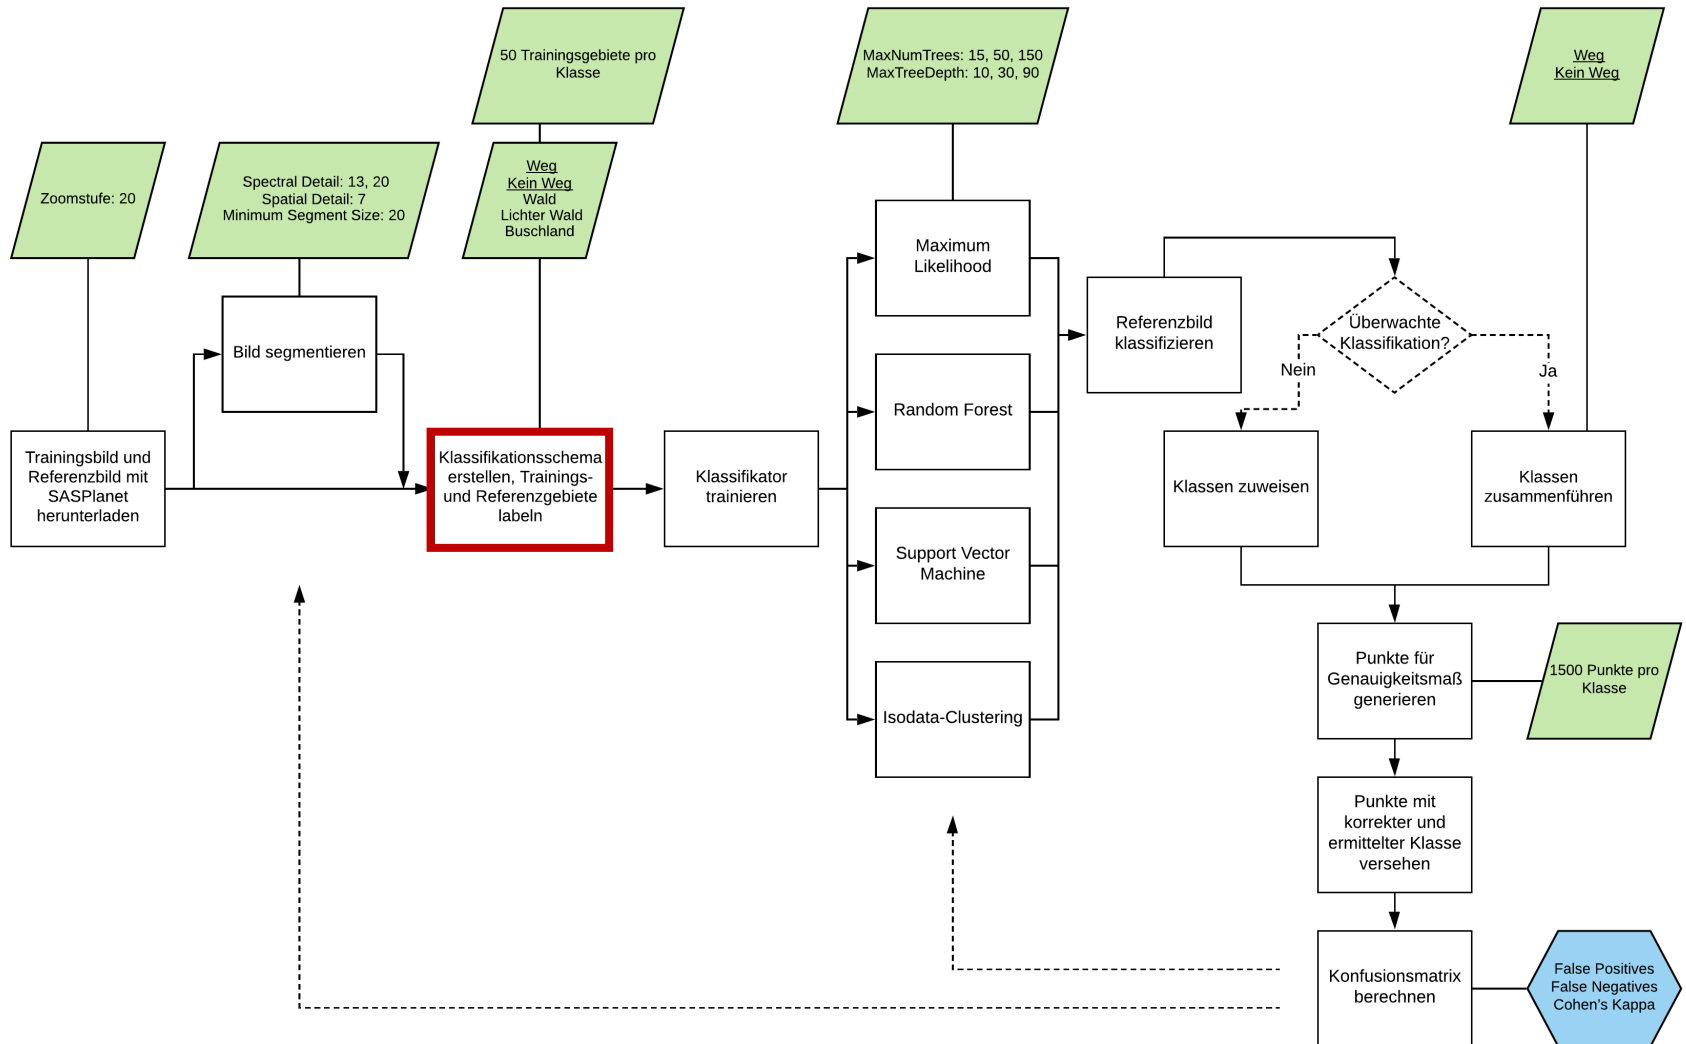 50 Trainingsgebiete pro
Klasse
MaxNumTrees: 15, 50, 150
MaxTreeDepth: 10, 30, 90
Weg
Kein Weg
Zoomstufe: 20
Spectral Detail: 13, 20
Spatial Detail: 7
Minimum Segment Size: 20
Weg
Kein Weg
Wald
Lichter Wald
Buschland
Bild segmentieren
Trainingsbild und
Referenzbild mit
SASPlanet
herunterladen
Klassifikationsschema
erstellen, Trainings-
und Referenzgebiete
labeln
Klassifikator
trainieren
Maximum
Likelihood
Random Forest
Support Vector
Machine
Isodata-Clustering
Referenzbild
klassifizieren
Überwachte
Klassifikation?
Nein
Ja
Klassen zuweisen
Klassen
zusammenführen
Punkte für
Genauigkeitsmaß
generieren
1500 Punkte pro
Klasse
Punkte mit
korrekter und
ermittelter Klasse
versehen
Konfusionsmatrix
berechnen
False Positives
False Negatives
Cohen's Kappa